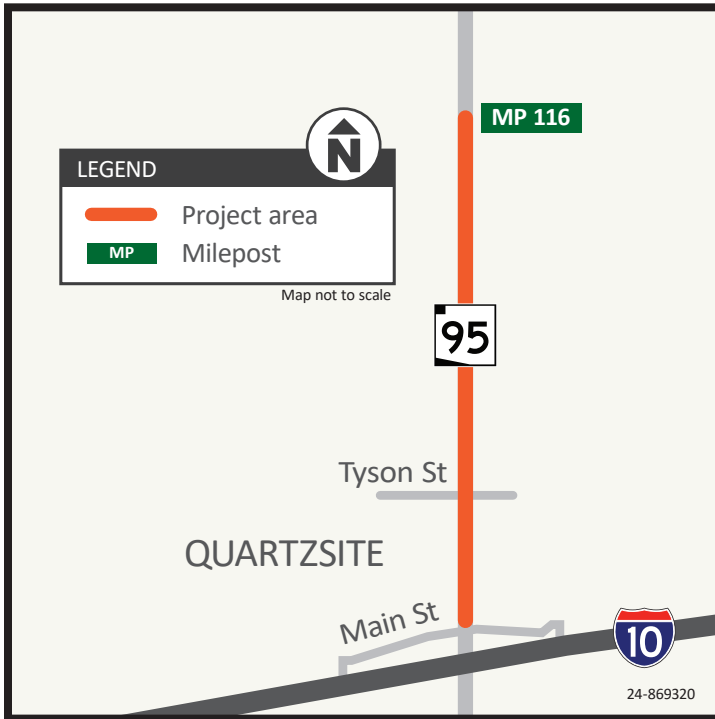 MP 116
N
LEGEND
Project area
MP Milepost
Map not to scale
95
Tyson St
QUARTZSITE
Main St
10
24-869320